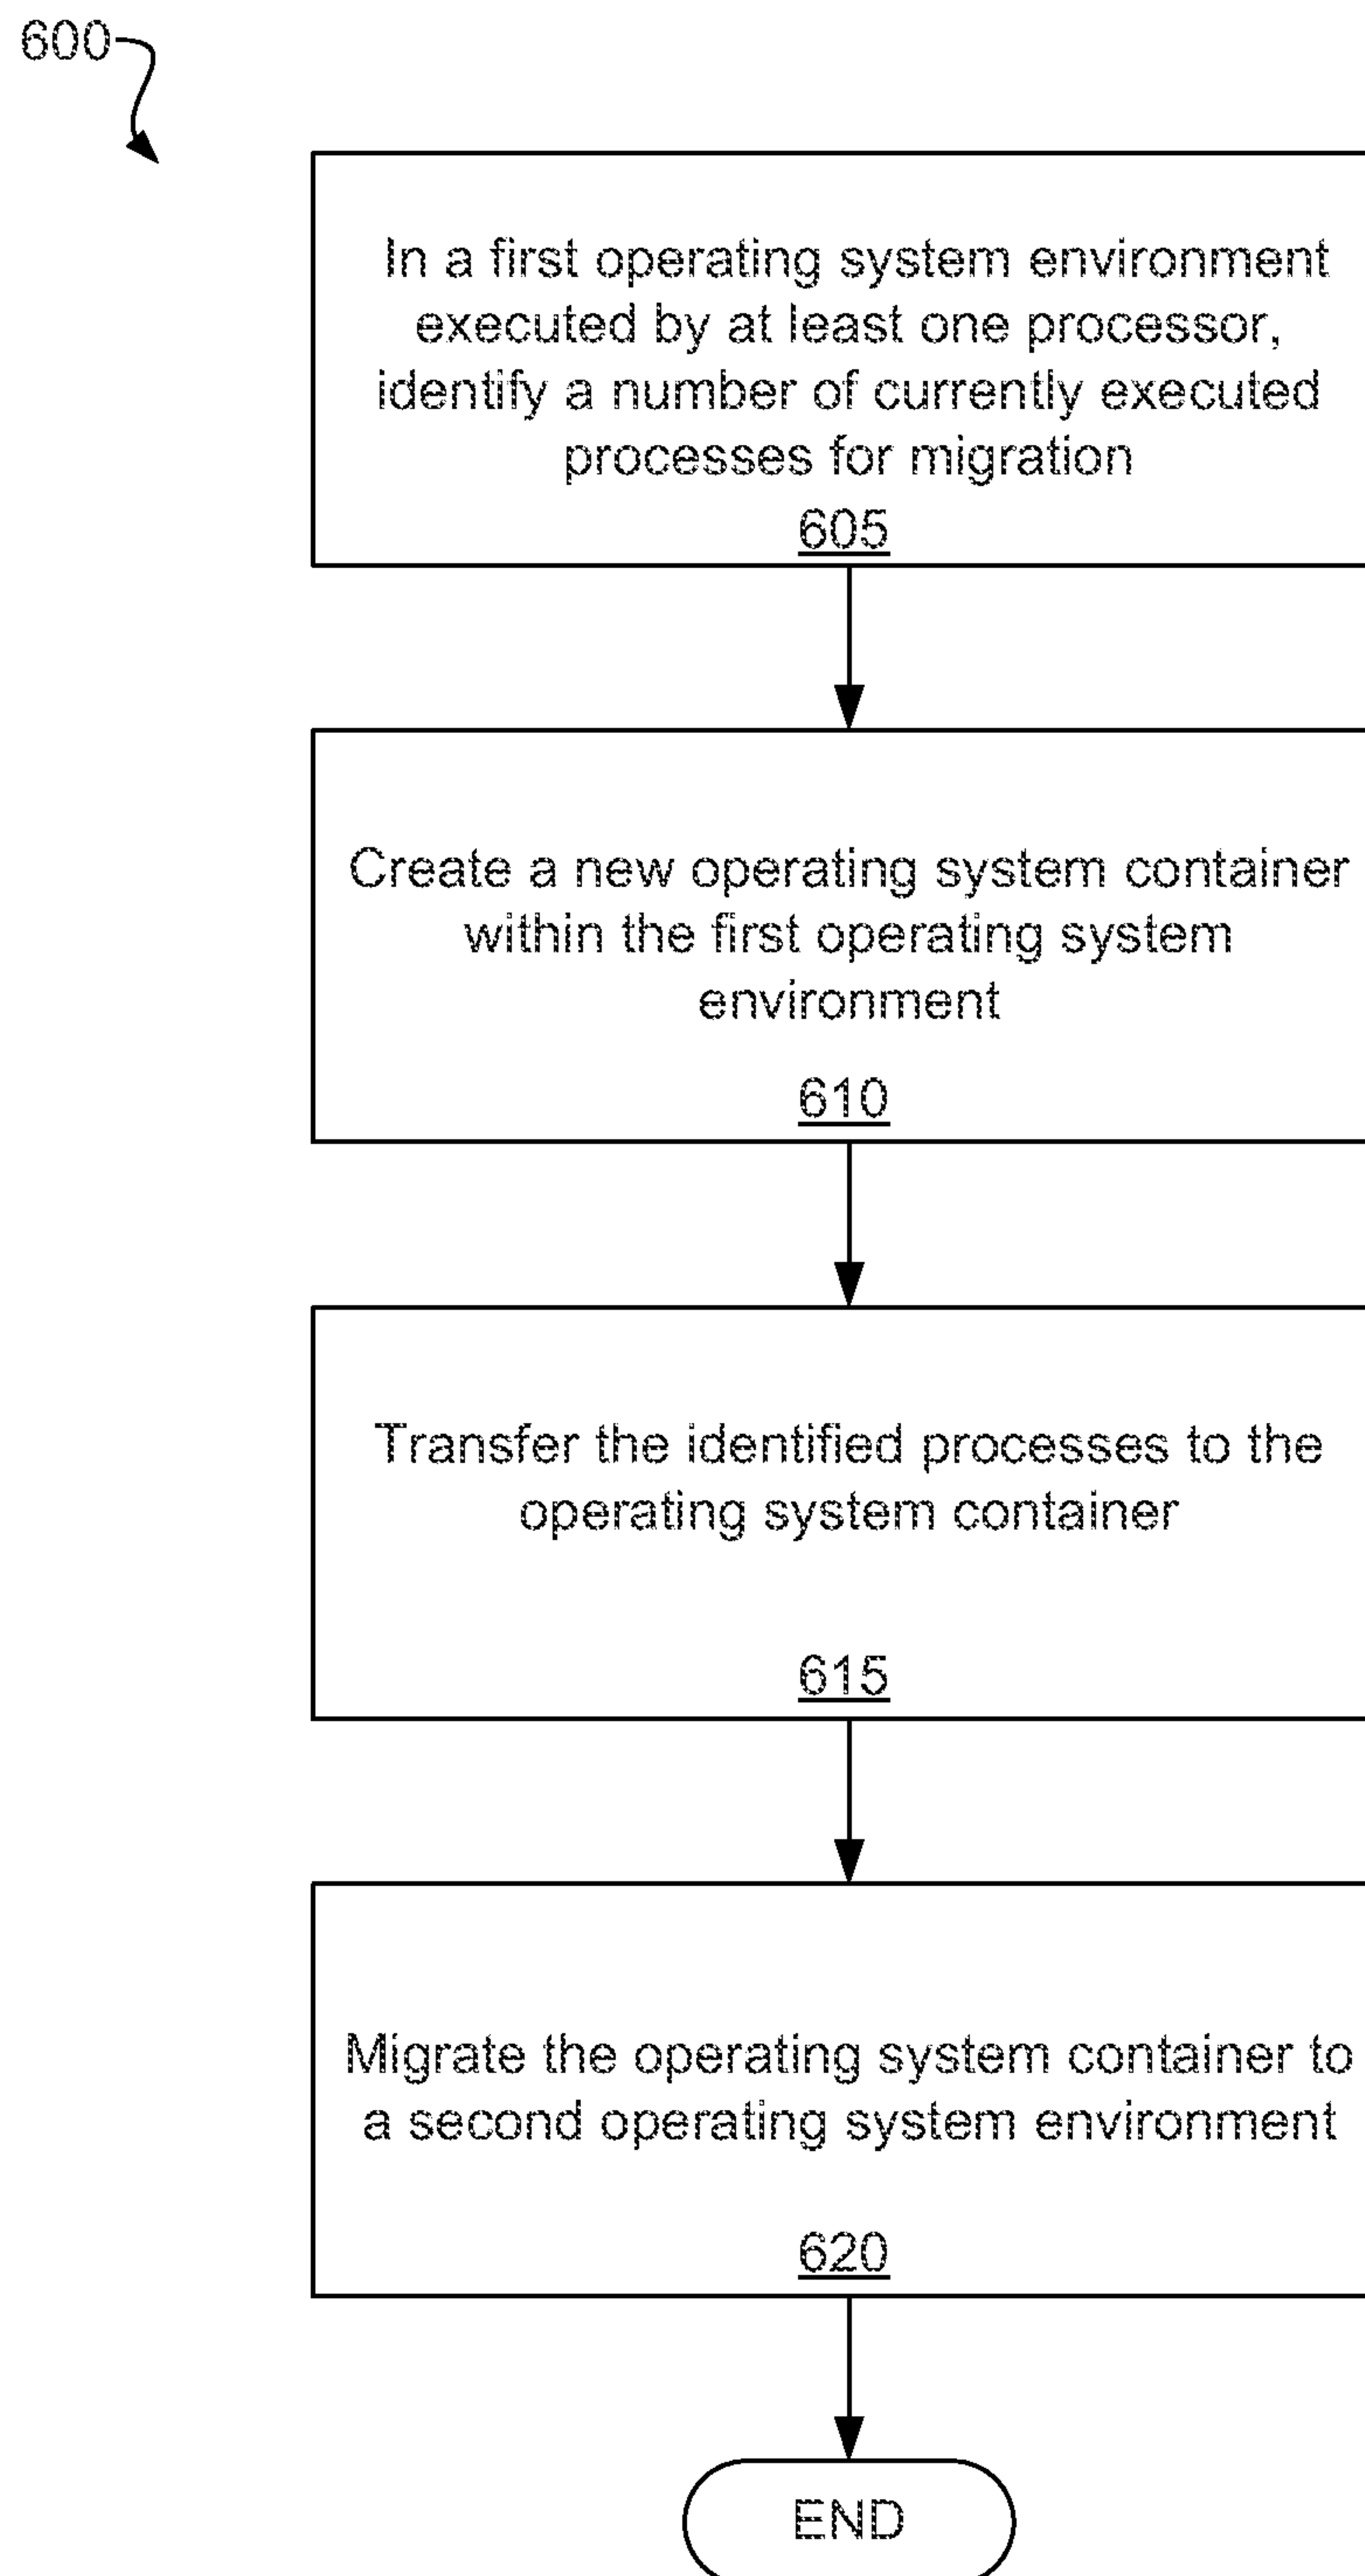 600
In a first operating system environment
executed by at least one processor,
identify a number of currently executed
processes for migration
605
Create a new operating system container
within the first operating system
environment
610
Transfer the identified processes to the
operating system container
615
Migrate the operating system container to
a second operating system environment
620
END